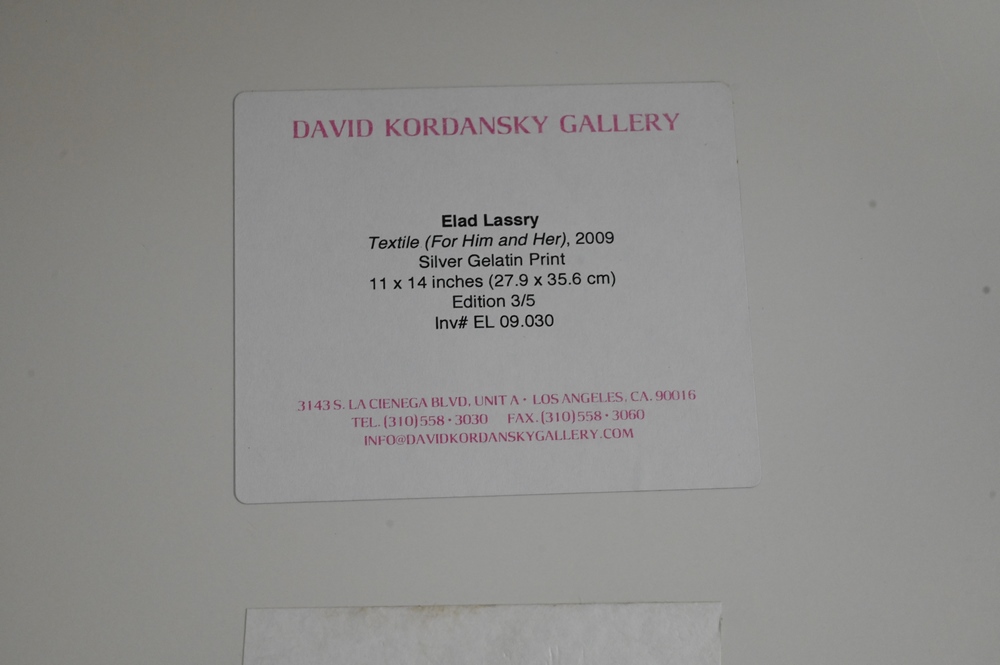 DAVID KORDANSKY GALLERY
Elad Lassry
Textile (For Him and Her), 2009
Silver Gelatin Print
11 x 14 inches (27.9 x 35.6 cm)
Edition 3/5
Inv# EL 09.030
3143 S. LA CIENEGA BLVD, UNIT A • LOS ANGELES, CA. 90016
TEL. (310)558•3030 FAX. (310)558•3060
INFO@DAVIDKORDANSKYGALLERY.COM